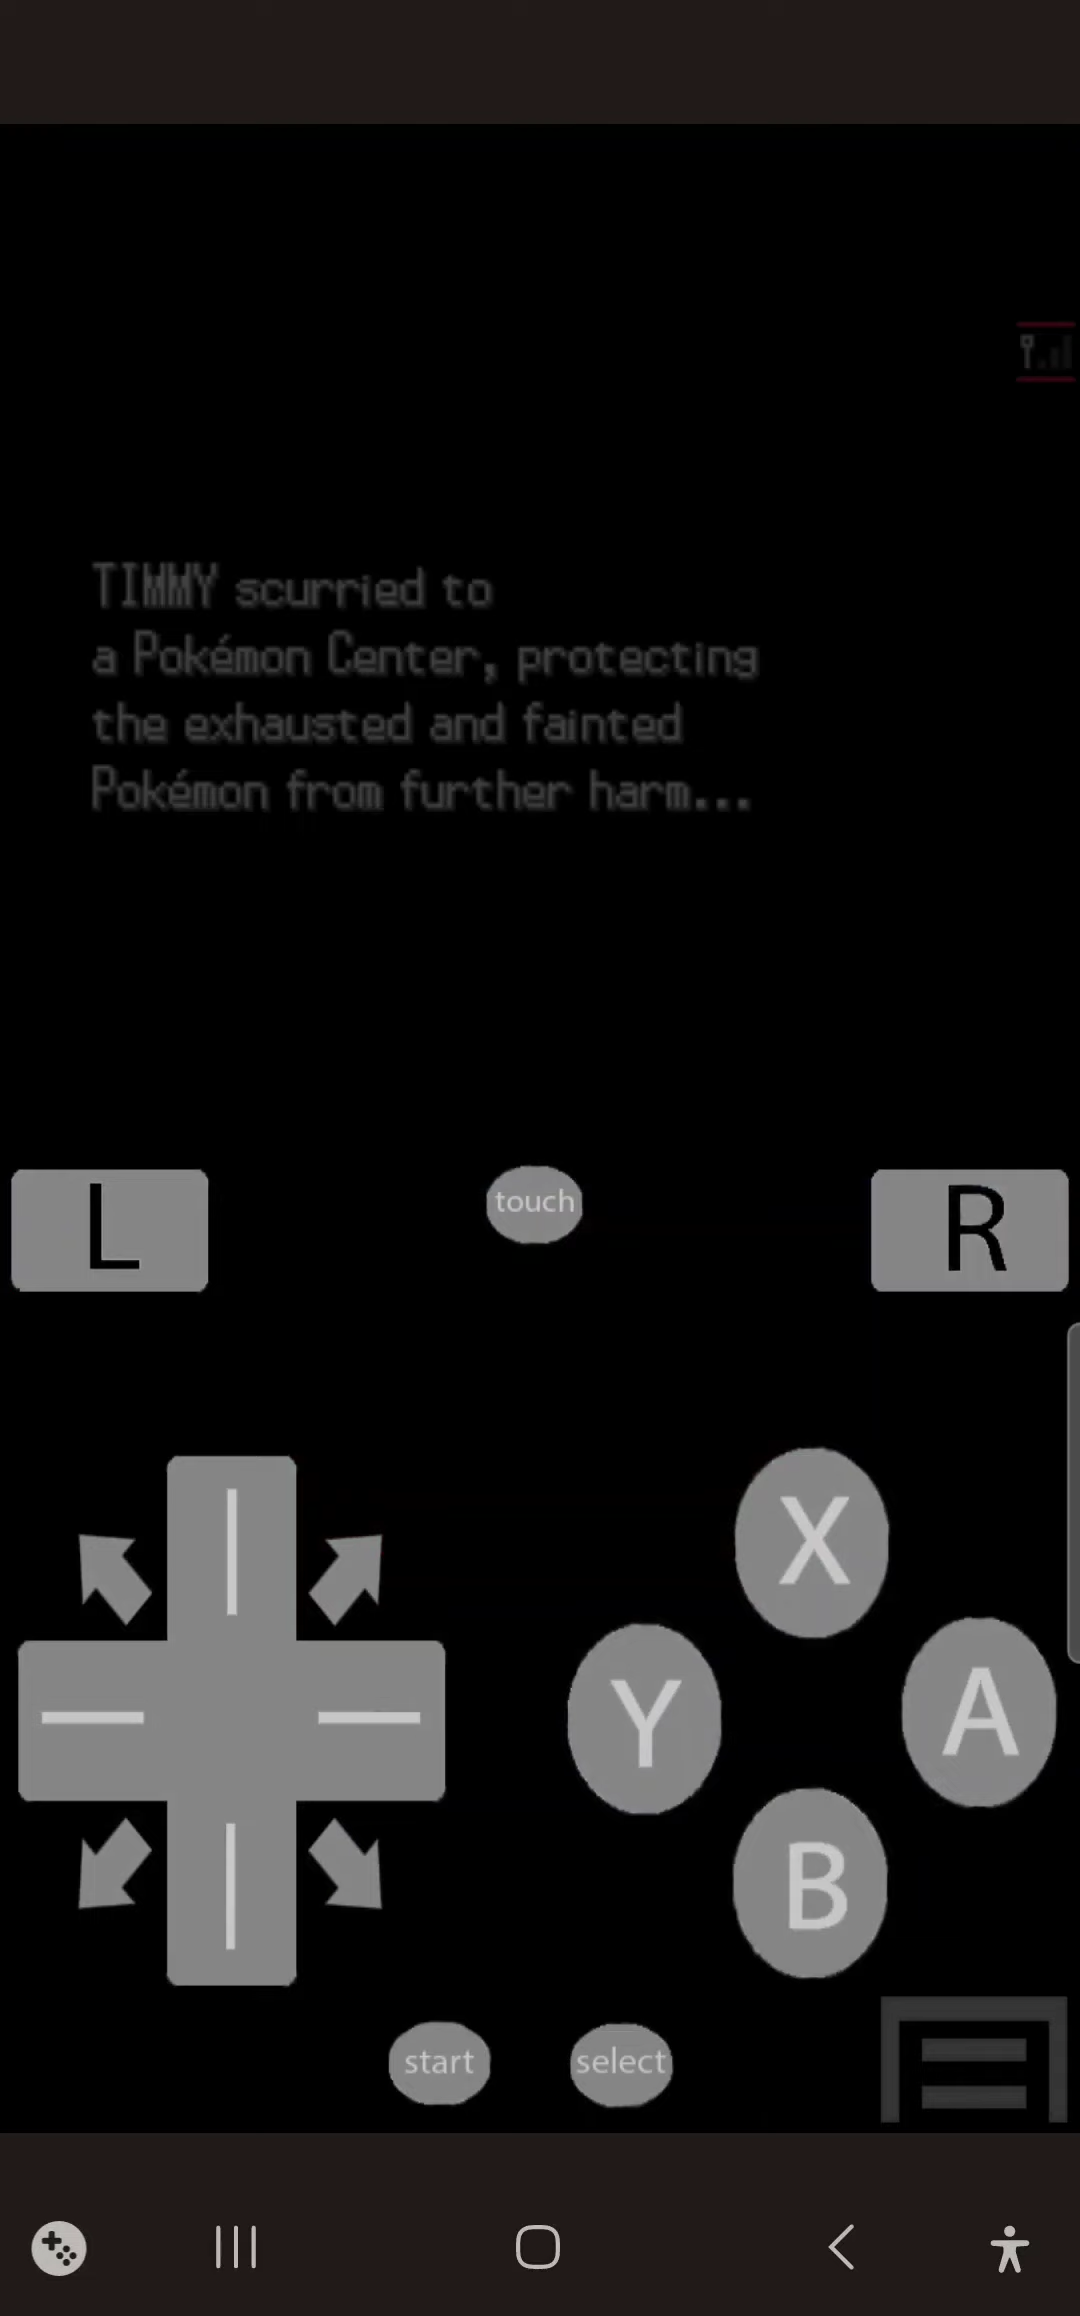 TIMMY scurried to
a Pokémon Center, protecting
the exhausted and fainted
Pokémon from further harm...
L
touch
R
X
Y
A
B
start
select